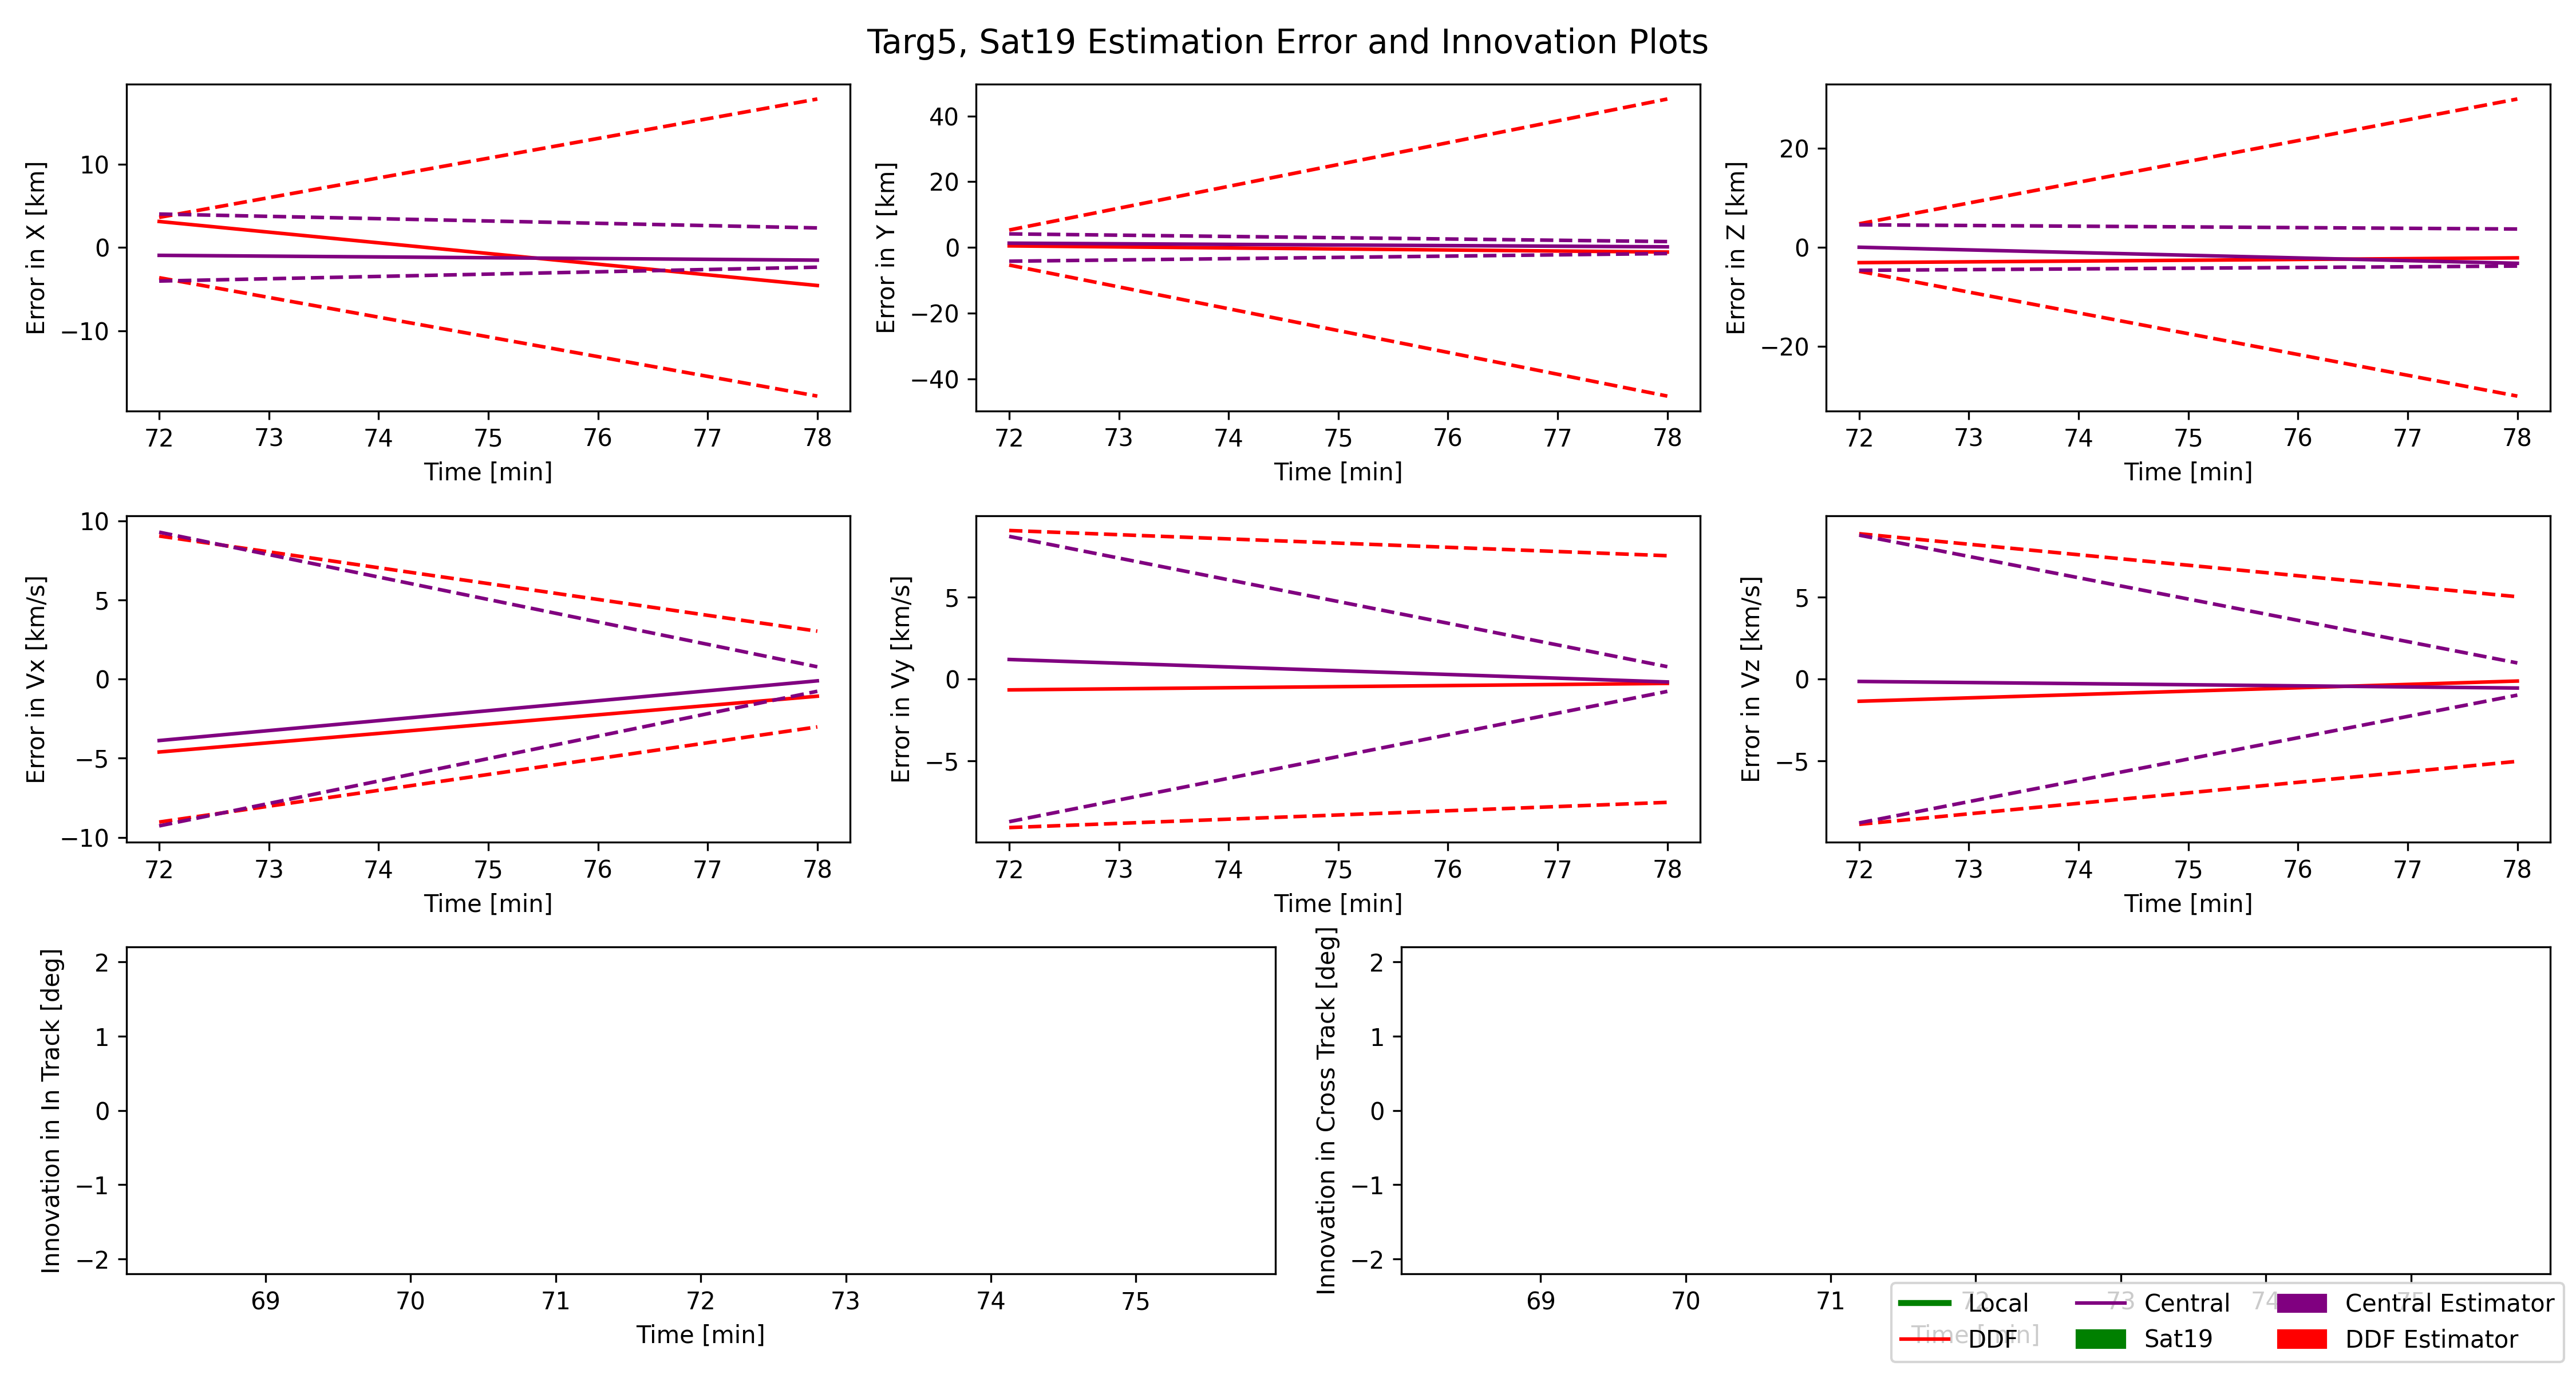 Targ5, Sat19 Estimation Error and Innovation Plots
Error in X [km]
10
0
−10
72 73 74 75 76 77 78
Time [min]
Error in Y [km]
40
20
0
−20
−40
72 73 74 75 76 77 78
Time [min]
Error in Z [km]
20
0
−20
72 73 74 75 76 77 78
Time [min]
Error in Vx [km/s]
10
5
0
−5
−10
72 73 74 75 76 77 78
Time [min]
Error in Vy [km/s]
5
0
−5
72 73 74 75 76 77 78
Time [min]
Error in Vz [km/s]
5
0
−5
72 73 74 75 76 77 78
Time [min]
Innovation in In Track [deg]
2
1
0
−1
−2
69 70 71 72 73 74 75
Time [min]
Innovation in Cross Track [deg]
2
1
0
−1
−2
69 70 71 72 73 74 75
Time [min]
Local Central Central Estimator
DDF Sat19 DDF Estimator